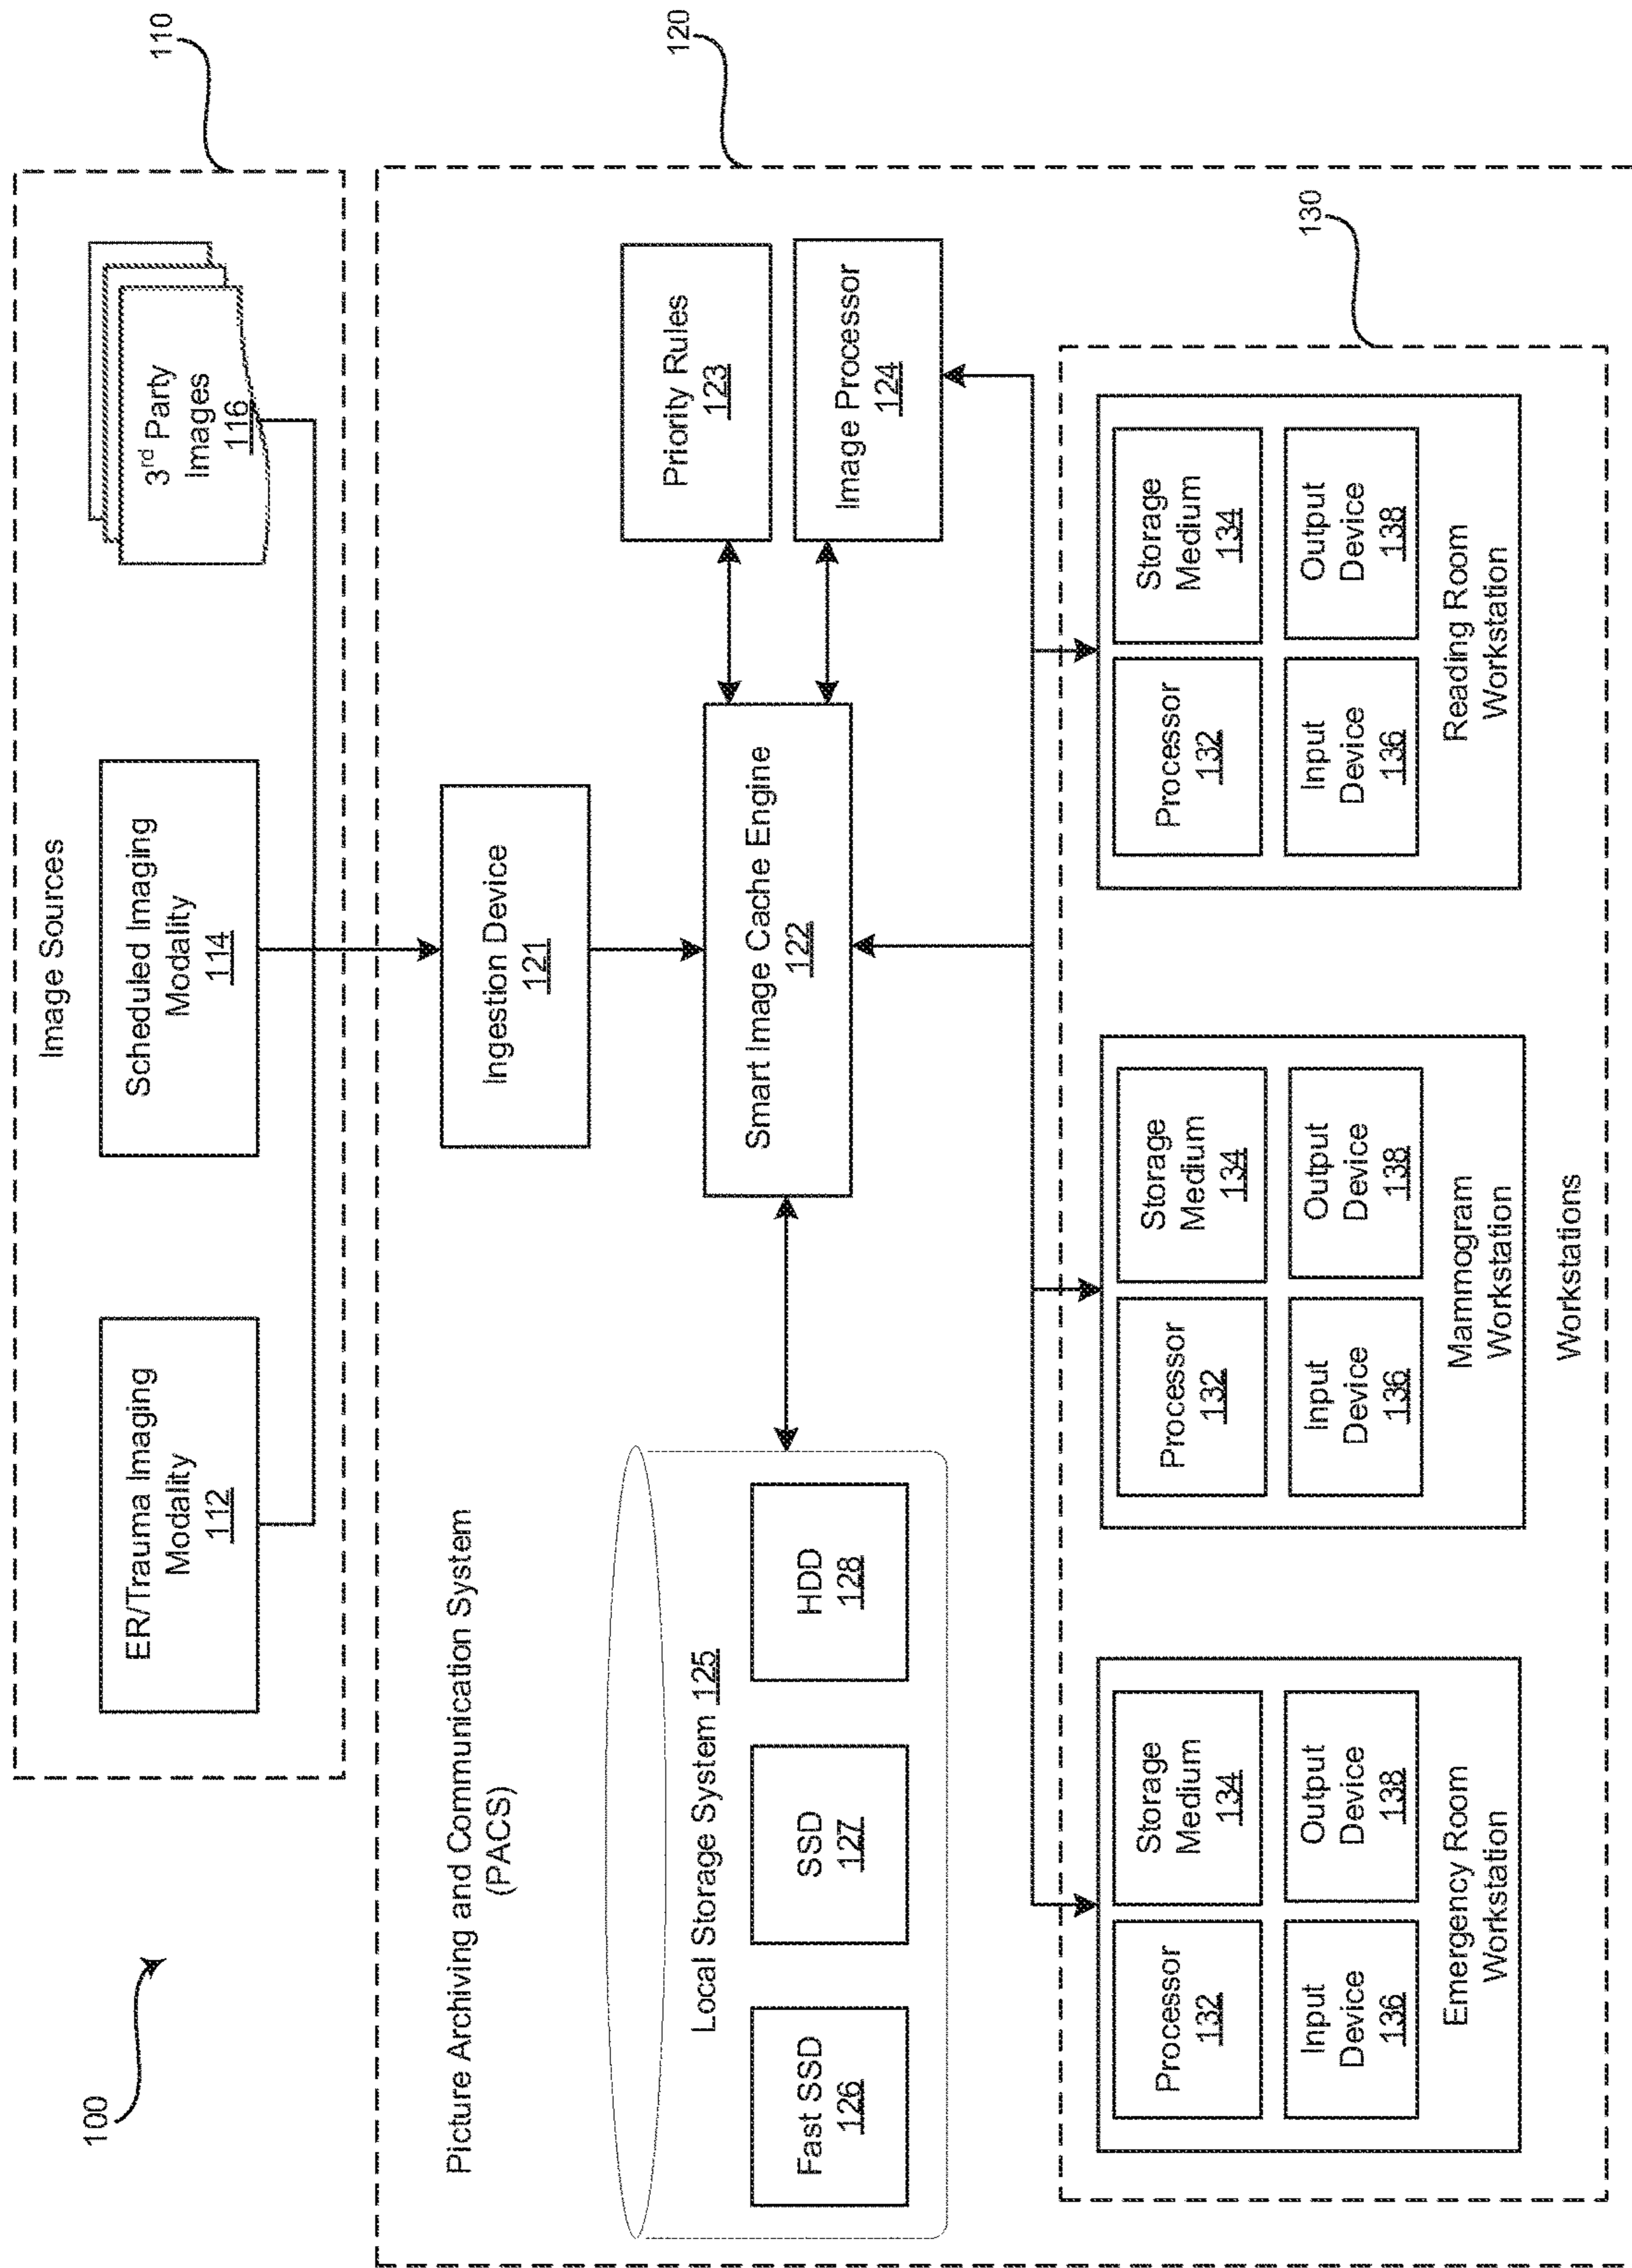 100
Image Sources
110
ER/Trauma Imaging
Modality
112
Scheduled Imaging
Modality
114
3rd Party
Images
116
Picture Archiving and Communication System
(PACS)
120
Ingestion Device
121
Local Storage System 125
Fast SSD
126
SSD
127
HDD
128
Smart Image Cache Engine
122
Priority Rules
123
Image Processor
124
130
Processor
132
Storage
Medium
134
Input
Device
136
Output
Device
138
Emergency Room
Workstation
Processor
132
Storage
Medium
134
Input
Device
136
Output
Device
138
Mammogram
Workstation
Processor
132
Storage
Medium
134
Input
Device
136
Output
Device
138
Reading Room
Workstation
Workstations